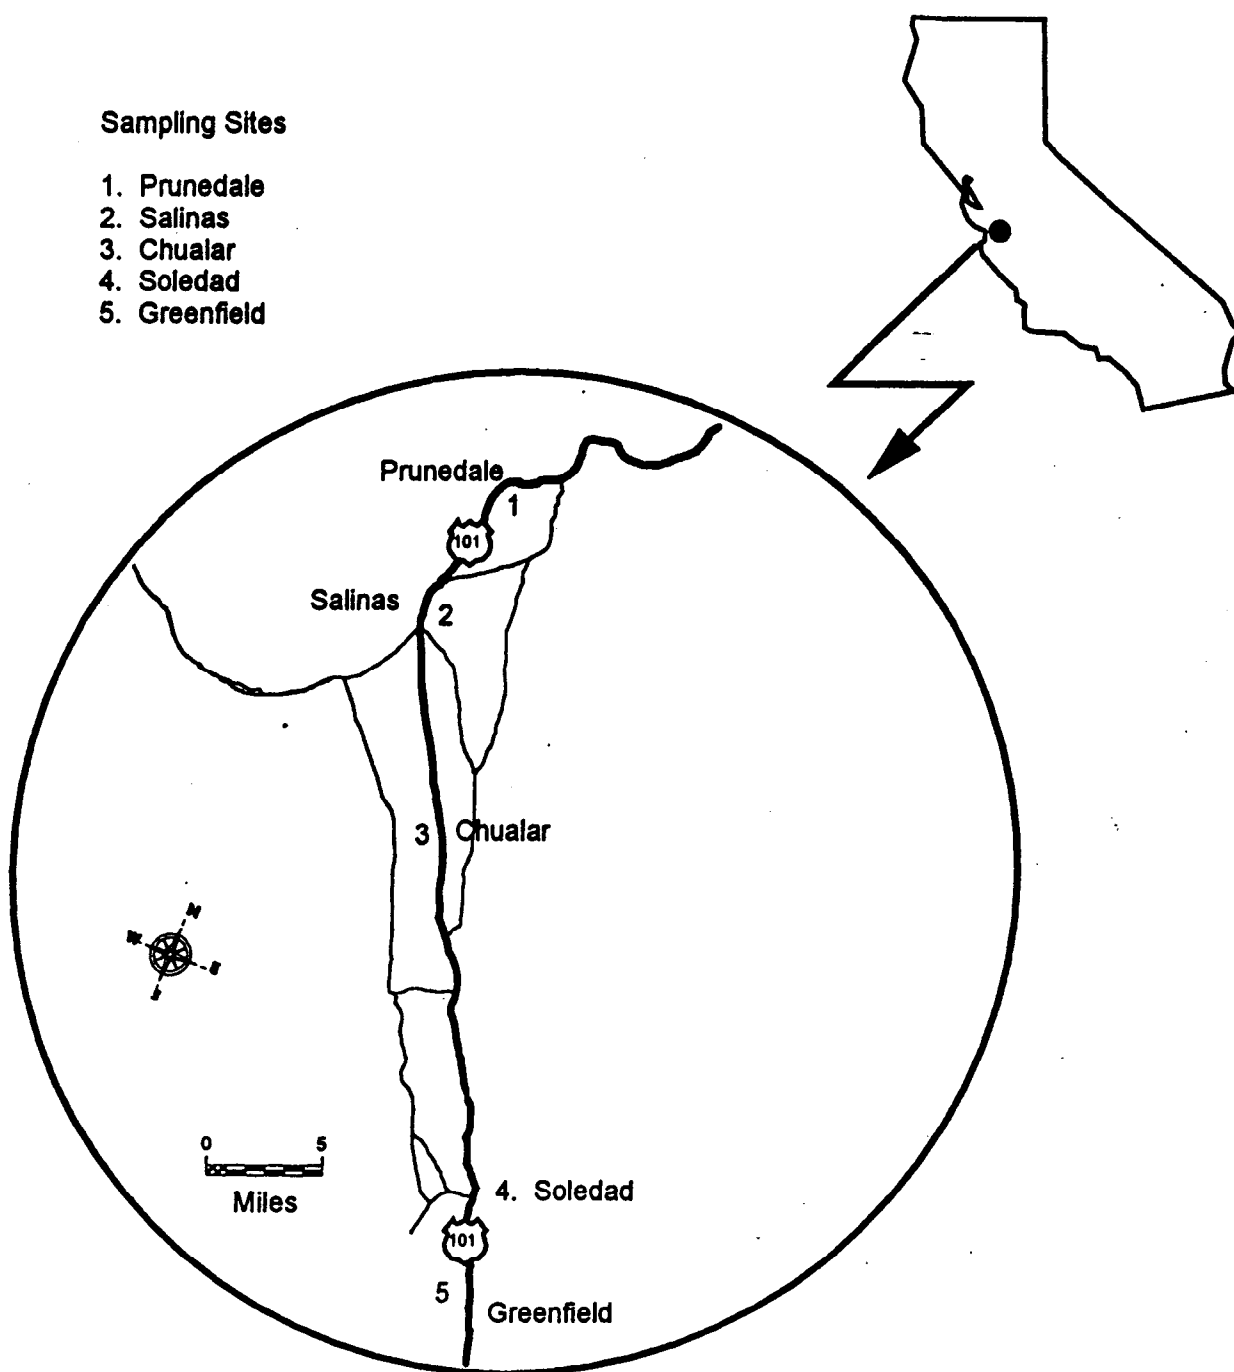 Sampling Sites
1. Prunedale
2. Salinas
3. Chualar
4. Soledad
5. Greenfield
Prunedale
1
101
Salinas
2
3 Chualar
N
0 5
Miles
4. Soledad
101
5
Greenfield